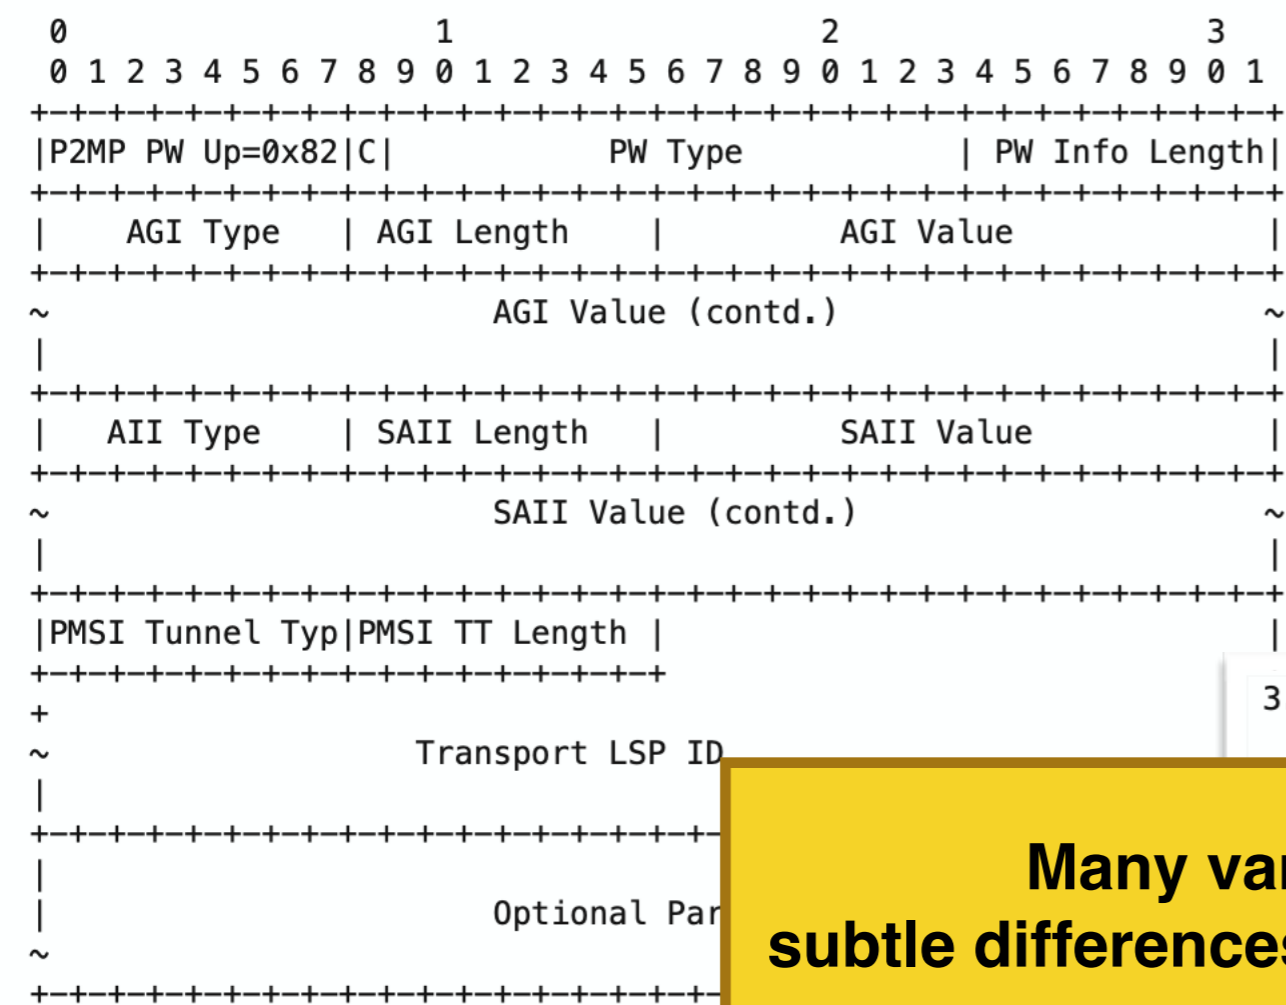 0                   1                   2                   3
 0 1 2 3 4 5 6 7 8 9 0 1 2 3 4 5 6 7 8 9 0 1 2 3 4 5 6 7 8 9 0 1
+-+-+-+-+-+-+-+-+-+-+-+-+-+-+-+-+-+-+-+-+-+-+-+-+-+-+-+-+-+-+-+-+
|P2MP PW Up=0x82|C|           PW Type           | PW Info Length|
+-+-+-+-+-+-+-+-+-+-+-+-+-+-+-+-+-+-+-+-+-+-+-+-+-+-+-+-+-+-+-+-+
|    AGI Type   | AGI Length    |         AGI Value             |
+-+-+-+-+-+-+-+-+-+-+-+-+-+-+-+-+-+-+-+-+-+-+-+-+-+-+-+-+-+-+-+-+
~                       AGI Value (contd.)                      ~
|                                                               |
+-+-+-+-+-+-+-+-+-+-+-+-+-+-+-+-+-+-+-+-+-+-+-+-+-+-+-+-+-+-+-+-+
|   AII Type    | SAII Length   |         SAII Value            |
+-+-+-+-+-+-+-+-+-+-+-+-+-+-+-+-+-+-+-+-+-+-+-+-+-+-+-+-+-+-+-+-+
~                       SAII Value (contd.)                     ~
|                                                               |
+-+-+-+-+-+-+-+-+-+-+-+-+-+-+-+-+-+-+-+-+-+-+-+-+-+-+-+-+-+-+-+-+
|PMSI Tunnel Typ|PMSI TT Length |                               |
+-+-+-+-+-+-+-+-+-+-+-+-+-+-+-+-+
3
+
~                   Transport LSP ID
|
+-+-+-+-+-+-+-+-+-+-+-+-+-+-+-+-+-+-
|
|                       Optional Par
~
+-+-+-+-+-+-+-+-+-+-+-+-+-+-+-+-+-+-
Many var
subtle differences